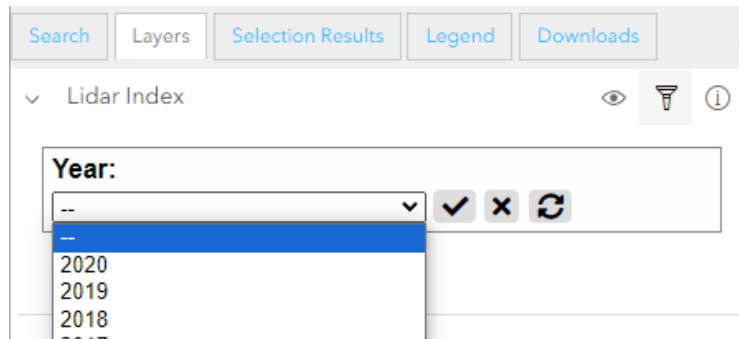 Search Layers Selection Results Legend Downloads
Lidar Index
Year:
--
--
2020
2019
2018